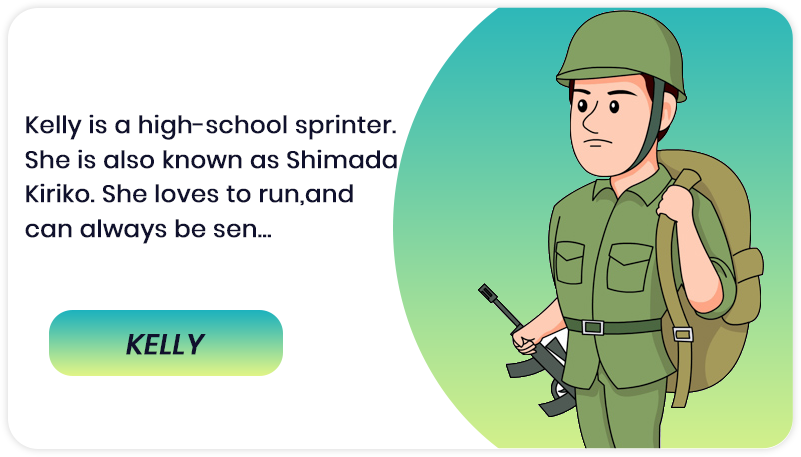 Kelly is a high-school sprinter.
She is also known as Shimada
Kiriko. She loves to run,and
can always be sen...
KELLY